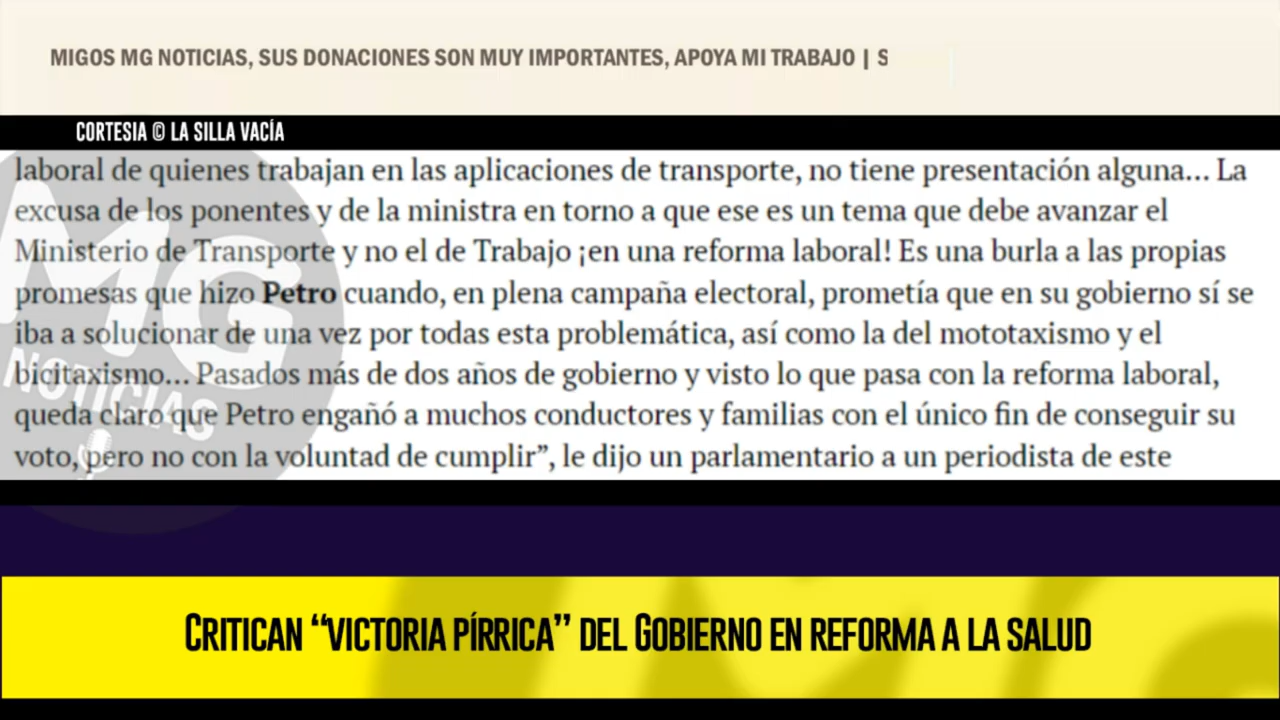 MIGOS MG NOTICIAS, SUS DONACIONES SON MUY IMPORTANTES, APOYA MI TRABAJO | S
CORTESIA © LA SILLA VACÍA
laboral de quienes trabajan en las aplicaciones de transporte, no tiene presentación alguna... La
excusa de los ponentes y de la ministra en torno a que ese es un tema que debe avanzar el
Ministerio de Transporte y no el de Trabajo ¡en una reforma laboral! Es una burla a las propias
promesas que hizo Petro cuando, en plena campaña electoral, prometía que en su gobierno sí se
iba a solucionar de una vez por todas esta problemática, así como la del mototaxismo y el
bicitaxismo... Pasados más de dos años de gobierno y visto lo que pasa con la reforma laboral,
queda claro que Petro engañó a muchos conductores y familias con el único fin de conseguir su
voto, pero no con la voluntad de cumplir”, le dijo un parlamentario a un periodista de este
MG
NOTICIAS
CRITICAN “VICTORIA PÍRRICA” DEL GOBIERNO EN REFORMA A LA SALUD